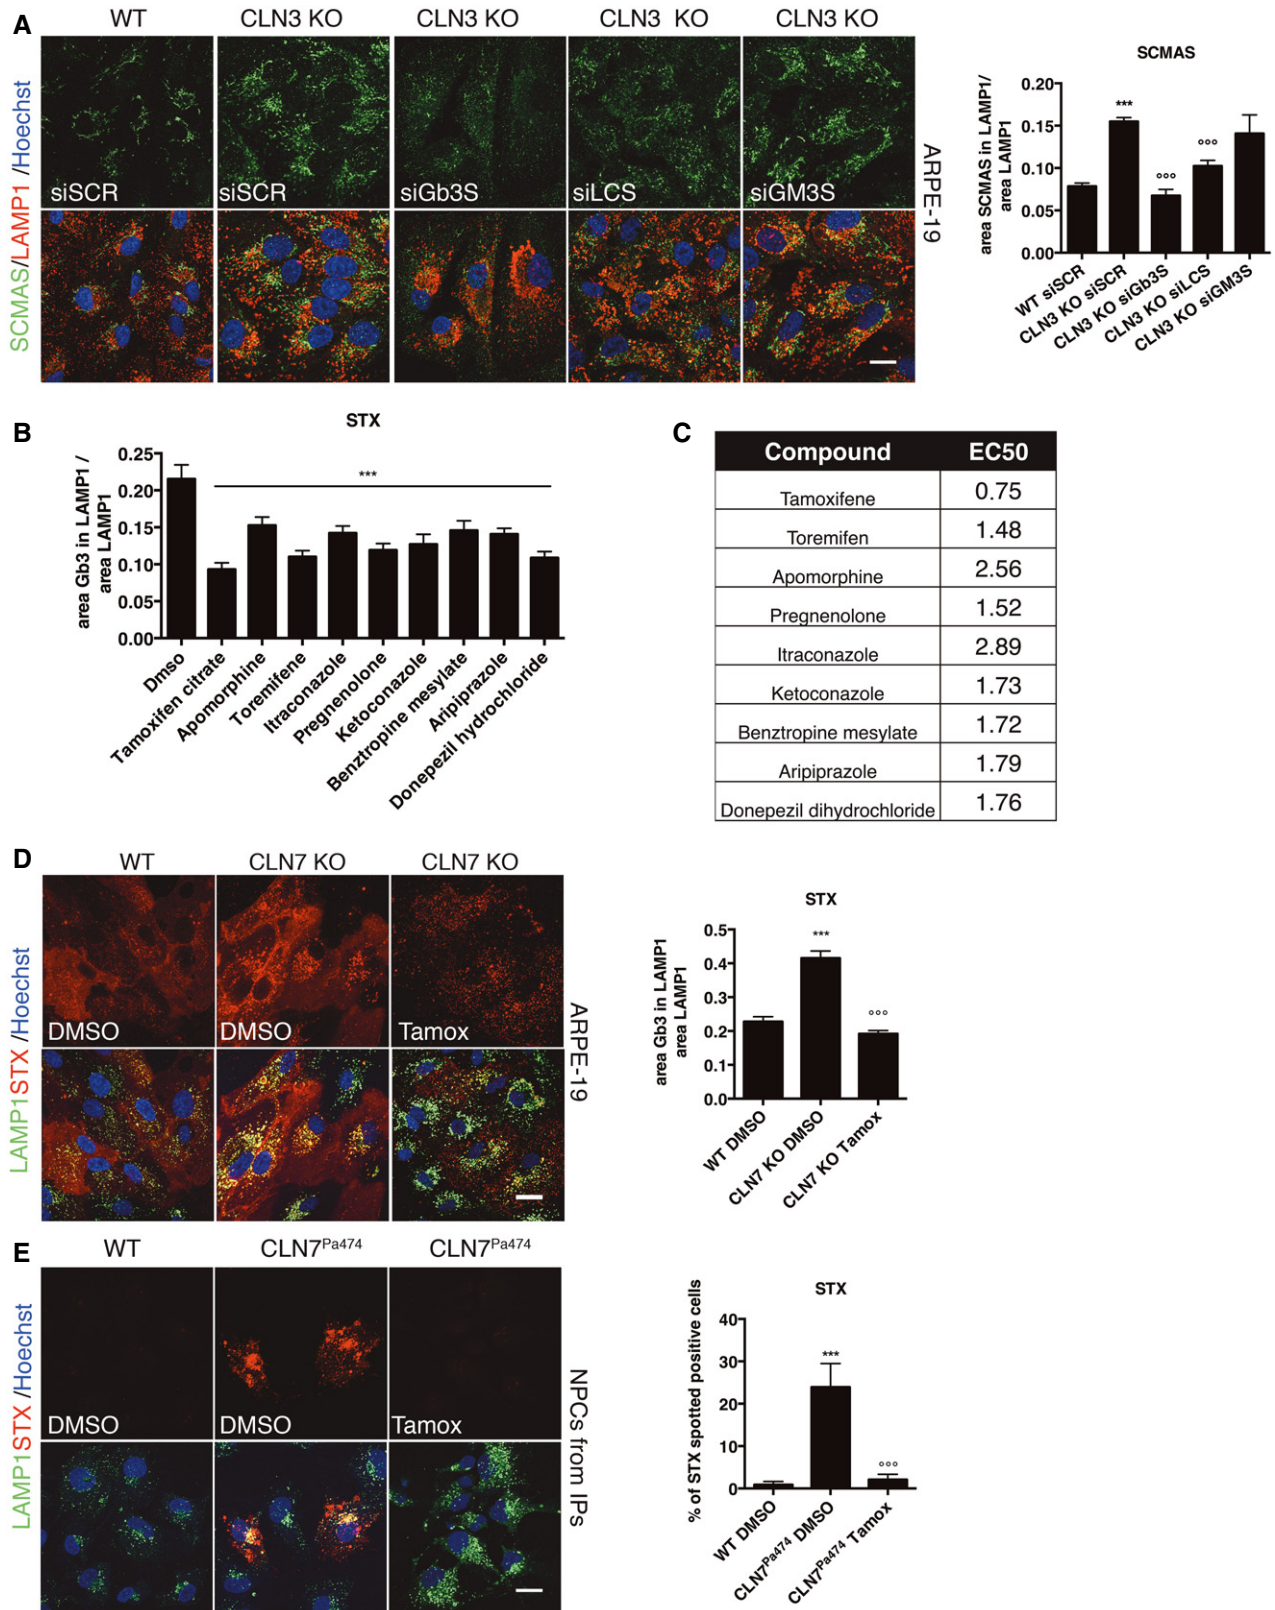 A
WT
CLN3 KO
CLN3 KO
CLN3 KO
CLN3 KO
SCMAS/LAMP1 /Hoechst
siSCR
siSCR
siGb3S
siLCS
siGM3S
ARPE-19
SCMAS
area SCMAS in LAMP1/
area LAMP1
0.20
0.15
0.10
0.05
0.00
***
°°°
°°°
WT siSCR
CLN3 KO siSCR
CLN3 KO siGb3S
CLN3 KO siLCS
CLN3 KO siGM3S
B
STX
area Gb3 in LAMP1 /
area LAMP1
0.25
0.20
0.15
0.10
0.05
0.00
***
Dmso
Tamoxifen citrate
Apomorphine
Toremifene
Itraconazole
Pregnenolone
Ketoconazole
Benztropine mesylate
Aripiprazole
Donepezil hydrochloride
C
Compound EC50
Tamoxifene 0.75
Toremifen 1.48
Apomorphine 2.56
Pregnenolone 1.52
Itraconazole 2.89
Ketoconazole 1.73
Benztropine mesylate 1.72
Aripiprazole 1.79
Donepezil dihydrochloride 1.76
D
WT
CLN7 KO
CLN7 KO
LAMP1STX /Hoechst
DMSO
DMSO
Tamox
ARPE-19
STX
area Gb3 in LAMP1
area LAMP1
0.5
0.4
0.3
0.2
0.1
0.0
***
°°°
WT DMSO
CLN7 KO DMSO
CLN7 KO Tamox
E
WT
CLN7Pa474
CLN7Pa474
LAMP1STX /Hoechst
DMSO
DMSO
Tamox
NPCs from IPs
STX
% of STX spotted positive cells
40
30
20
10
0
***
°°°
WT DMSO
CLN7Pa474 DMSO
CLN7Pa474 Tamox